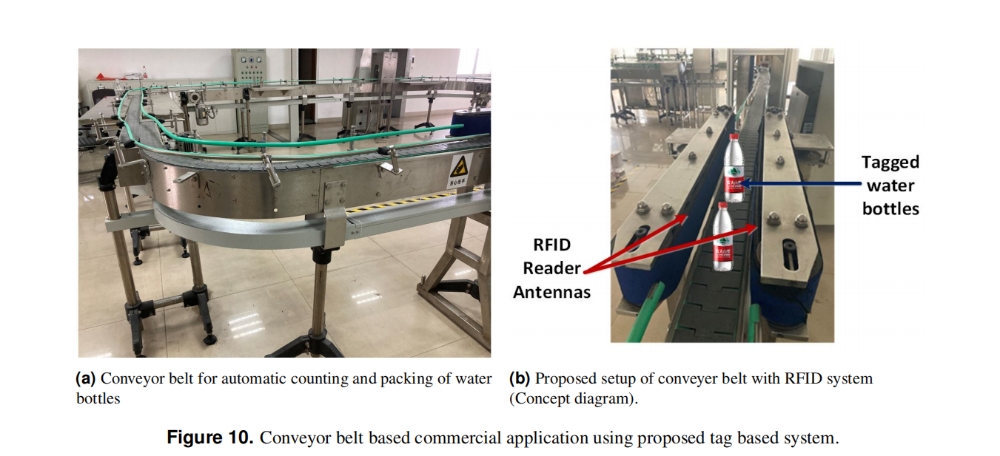 Tagged
water
bottles
RFID
Reader
Antennas
(a) Conveyor belt for automatic counting and packing of water
bottles
(b) Proposed setup of conveyer belt with RFID system
(Concept diagram).
Figure 10. Conveyor belt based commercial application using proposed tag based system.